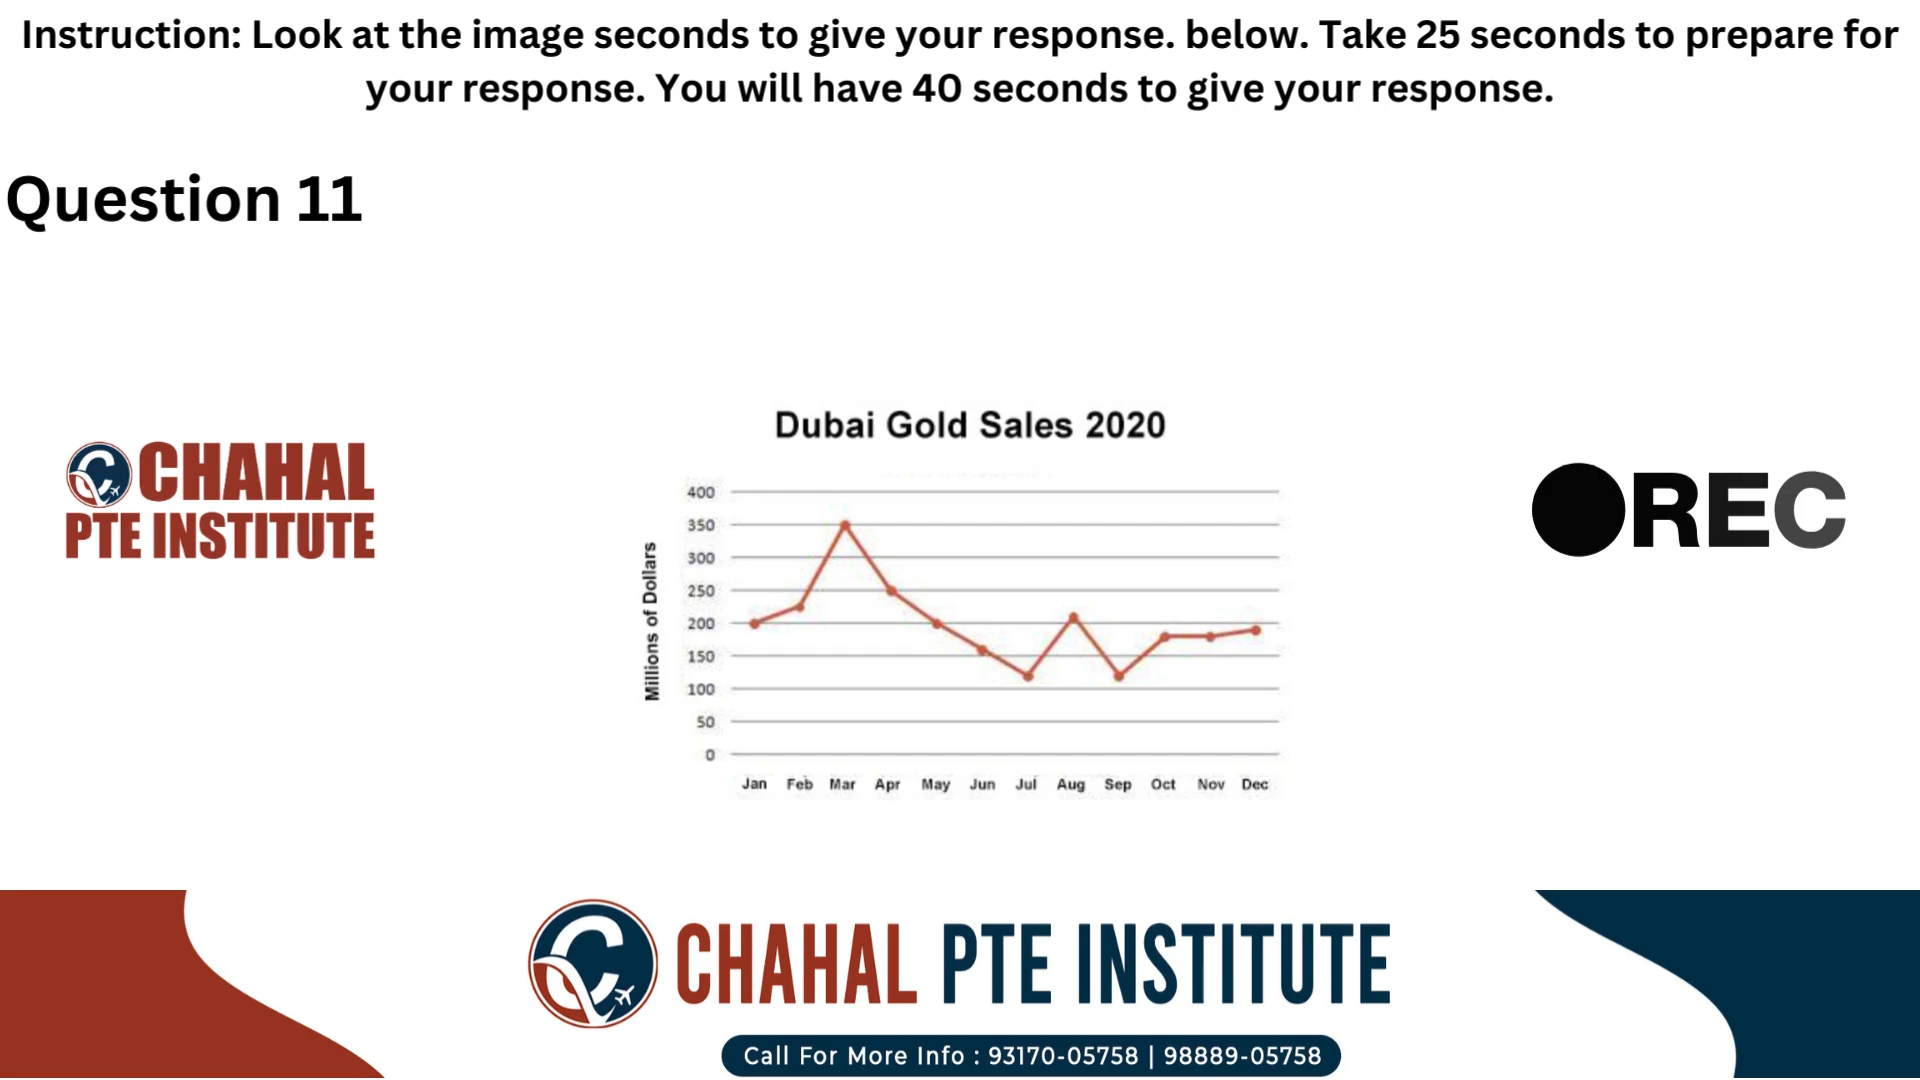 Instruction: Look at the image seconds to give your response. below. Take 25 seconds to prepare for
your response. You will have 40 seconds to give your response.
Question 11
CHAHAL
PTE INSTITUTE
REC
Dubai Gold Sales 2020
Millions of Dollars
400
350
300
250
200
150
100
50
0
Jan Feb Mar Apr May Jun Jul Aug Sep Oct Nov Dec
CHAHAL PTE INSTITUTE
Call For More Info : 93170-05758 | 98889-05758